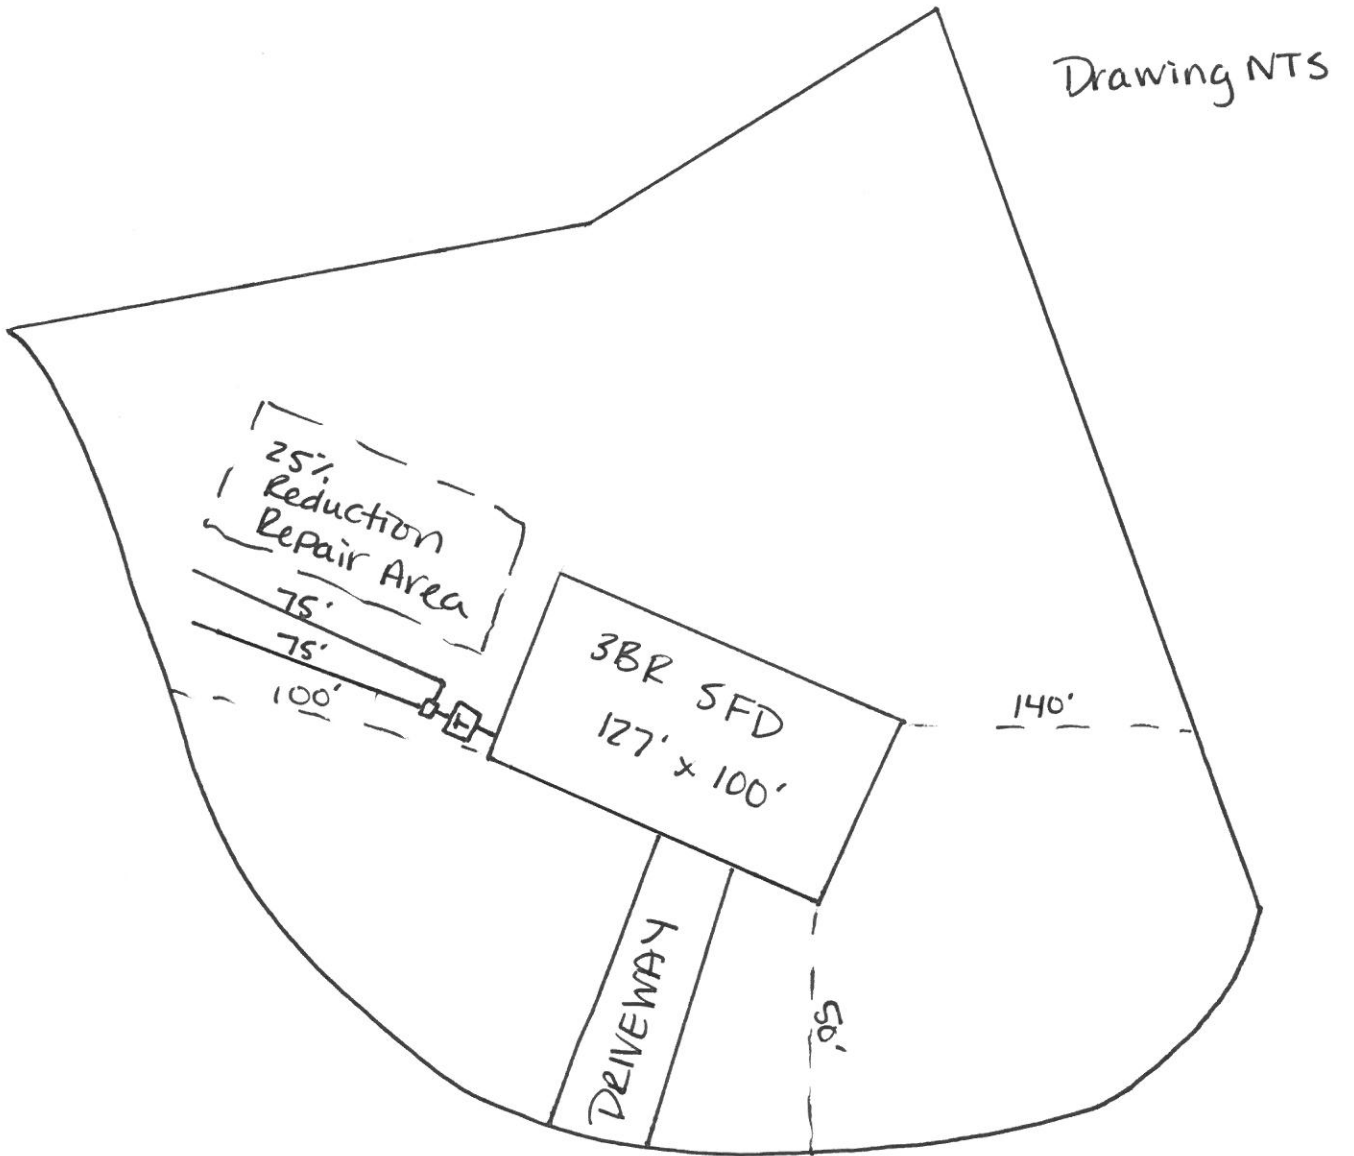 Drawing NTS
25%
Reduction
Repair Area
75'
75'
100'
T
3BR SFD
127' x 100'
140'
DRIVEWAY
50'